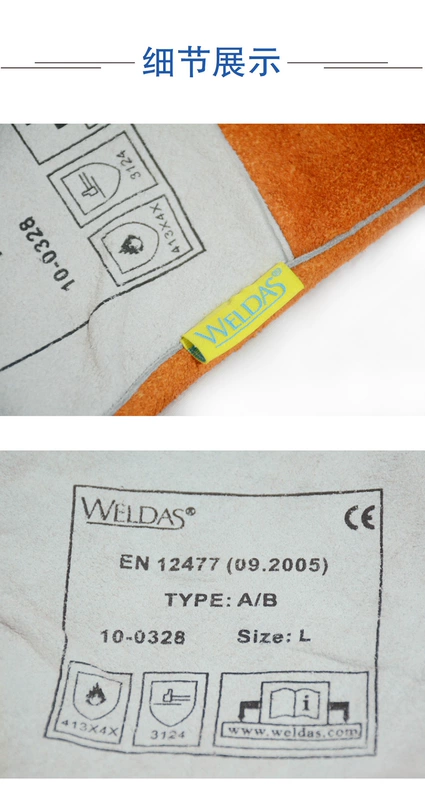 细节展示
3124
413X4X
10-0328
WELDAS®
WELDAS®
CE
EN 12477 (09.2005)
TYPE: A/B
10-0328 Size: L
413X4X
3124
i
www.weldas.com